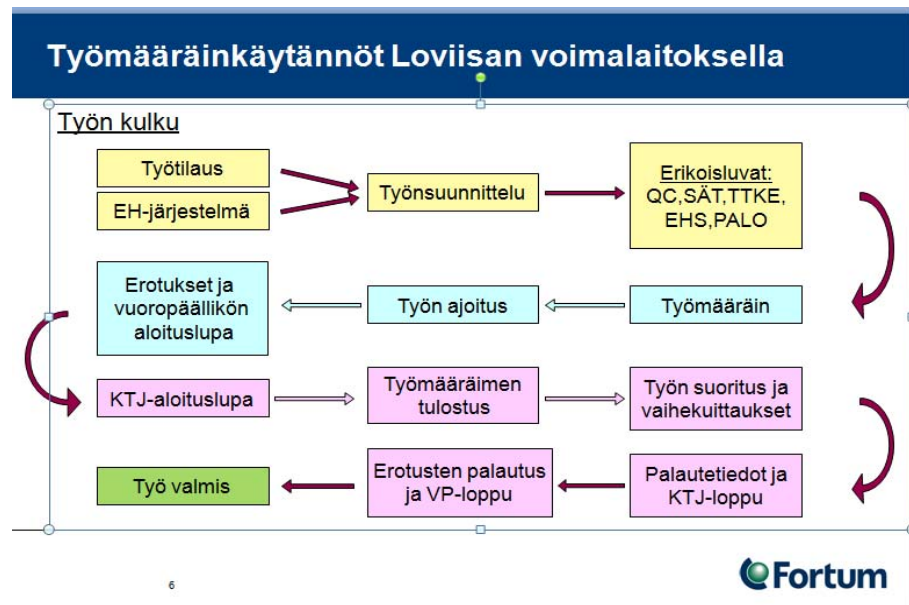 Työmääräinkäytännöt Loviisan voimalaitoksella
Työn kulku
Työtilaus
EH-järjestelmä
Työnsuunnittelu
Erikoisluvat:
QC,SÄT,TTKE,
EHS,PALO
Erotukset ja
vuoropäällikön
aloituslupa
Työn ajoitus
Työmääräin
KTJ-aloituslupa
Työmääräimen
tulostus
Työn suoritus ja
vaihekuittaukset
Työ valmis
Erotusten palautus
ja VP-loppu
Palautetiedot ja
KTJ-loppu
6
Fortum